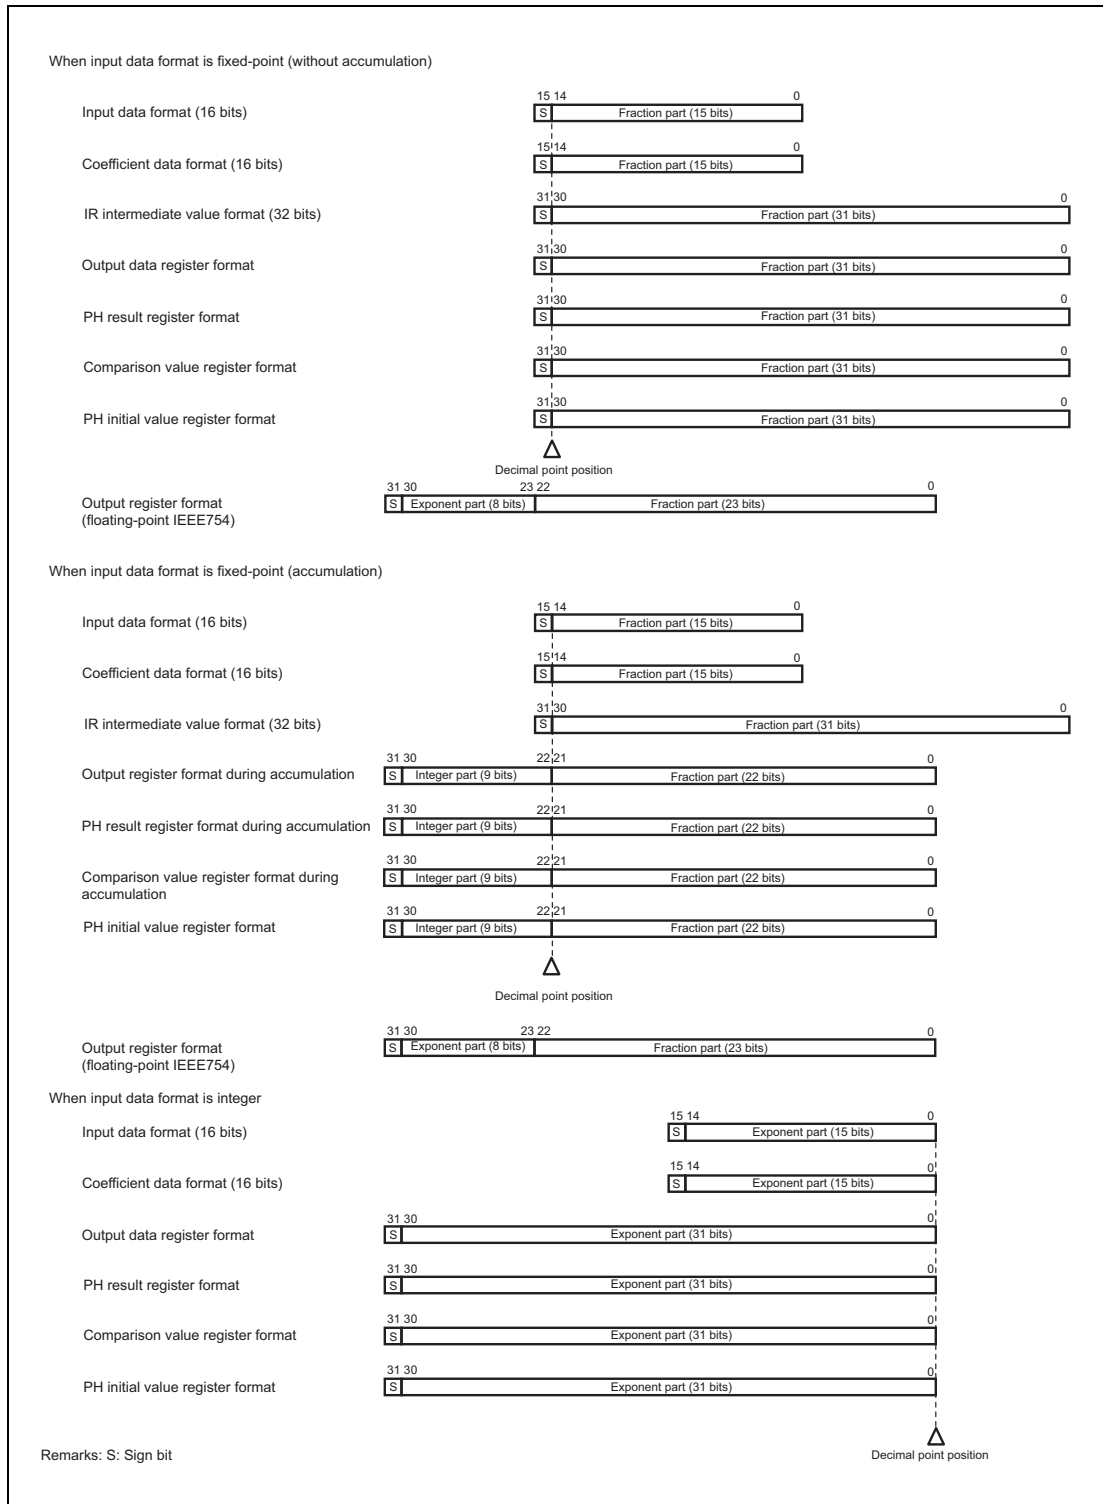 When input data format is fixed-point (without accumulation)
15 14 0
Input data format (16 bits) S Fraction part (15 bits)
15 14 0
Coefficient data format (16 bits) S Fraction part (15 bits)
31 30 0
IR intermediate value format (32 bits) S Fraction part (31 bits)
31 30 0
Output data register format S Fraction part (31 bits)
31 30 0
PH result register format S Fraction part (31 bits)
31 30 0
Comparison value register format S Fraction part (31 bits)
31 30 0
PH initial value register format S Fraction part (31 bits)
Decimal point position
31 30 23 22 0
Output register format S Exponent part (8 bits) Fraction part (23 bits)
(floating-point IEEE754)
When input data format is fixed-point (accumulation)
15 14 0
Input data format (16 bits) S Fraction part (15 bits)
15 14 0
Coefficient data format (16 bits) S Fraction part (15 bits)
31 30 0
IR intermediate value format (32 bits) S Fraction part (31 bits)
31 30 22 21 0
Output register format during accumulation S Integer part (9 bits) Fraction part (22 bits)
31 30 22 21 0
PH result register format during accumulation S Integer part (9 bits) Fraction part (22 bits)
31 30 22 21 0
Comparison value register format during S Integer part (9 bits) Fraction part (22 bits)
accumulation
31 30 22 21 0
PH initial value register format S Integer part (9 bits) Fraction part (22 bits)
Decimal point position
31 30 23 22 0
Output register format S Exponent part (8 bits) Fraction part (23 bits)
(floating-point IEEE754)
When input data format is integer
15 14 0
Input data format (16 bits) S Exponent part (15 bits)
15 14 0
Coefficient data format (16 bits) S Exponent part (15 bits)
31 30 0
Output data register format S Exponent part (31 bits)
31 30 0
PH result register format S Exponent part (31 bits)
31 30 0
Comparison value register format S Exponent part (31 bits)
31 30 0
PH initial value register format S Exponent part (31 bits)
Remarks: S: Sign bit
Decimal point position